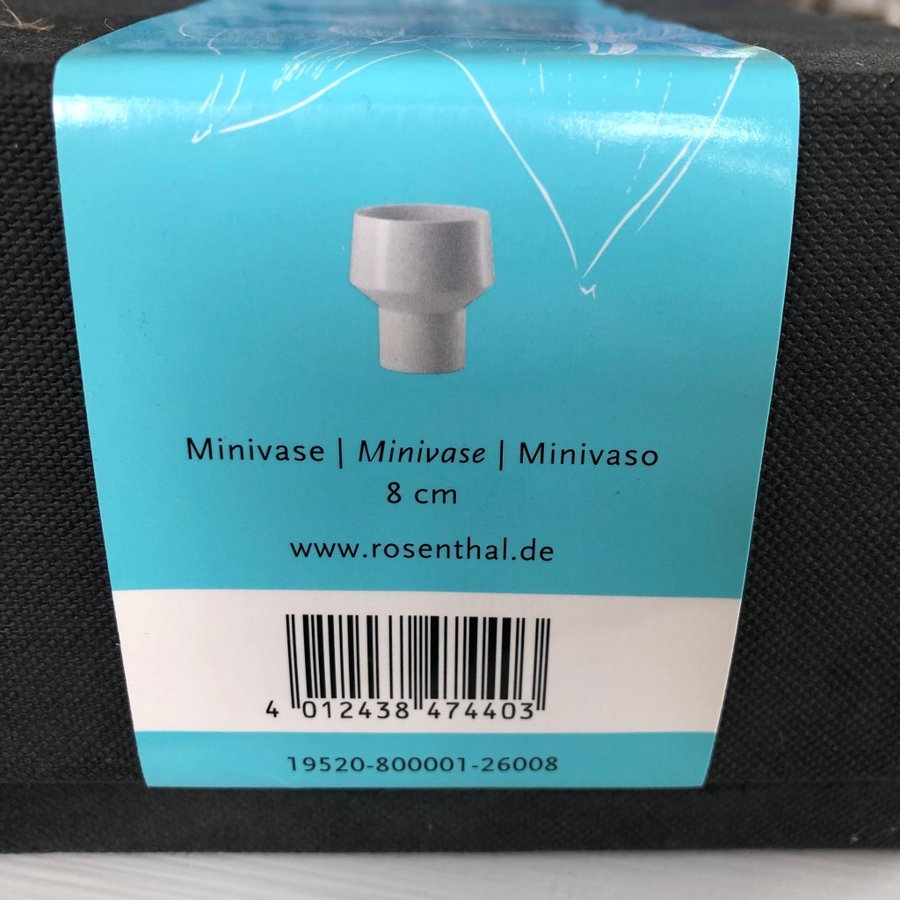 Minivase | Minivase | Minivaso
8 cm
www.rosenthal.de
4 012438 474403
19520-800001-26008